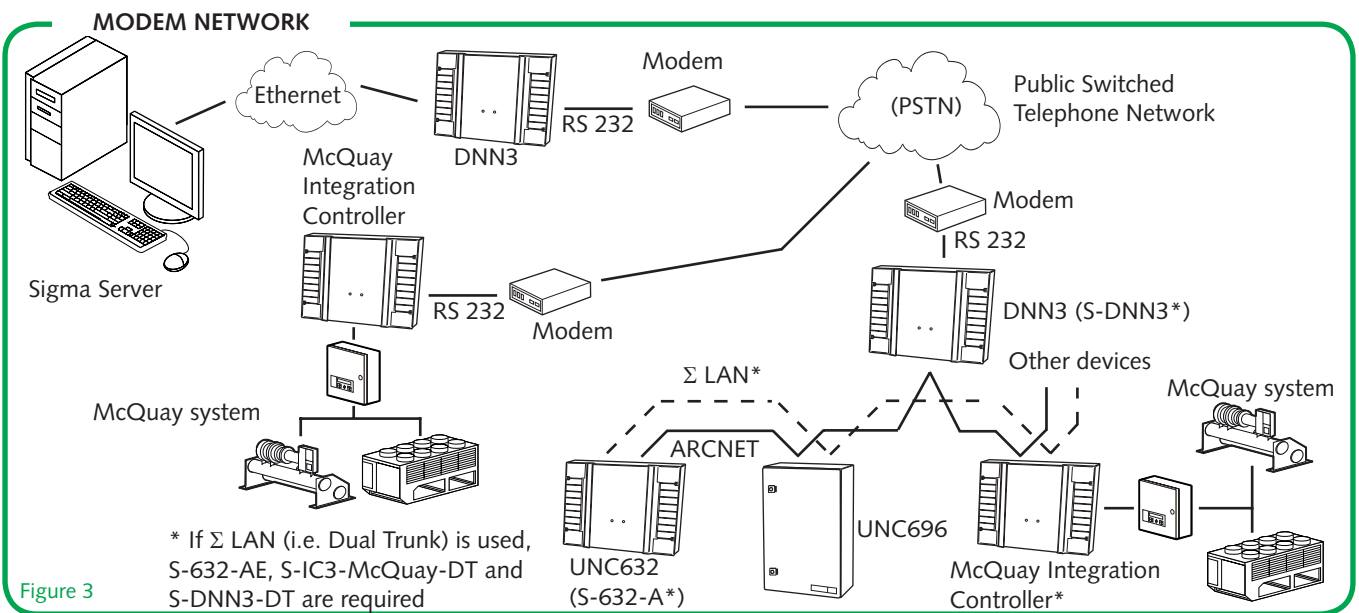 MODEM NETWORK
Ethernet
DNN3
RS 232
Modem
(PSTN)
Public Switched
Telephone Network
Sigma Server
McQuay
Integration
Controller
RS 232
Modem
Modem
RS 232
DNN3 (S-DNN3*)
McQuay system
Σ LAN*
ARCNET
Other devices
McQuay system
UNC632
(S-632-A*)
UNC696
McQuay Integration
Controller*
* If Σ LAN (i.e. Dual Trunk) is used,
S-632-AE, S-IC3-McQuay-DT and
S-DNN3-DT are required
Figure 3